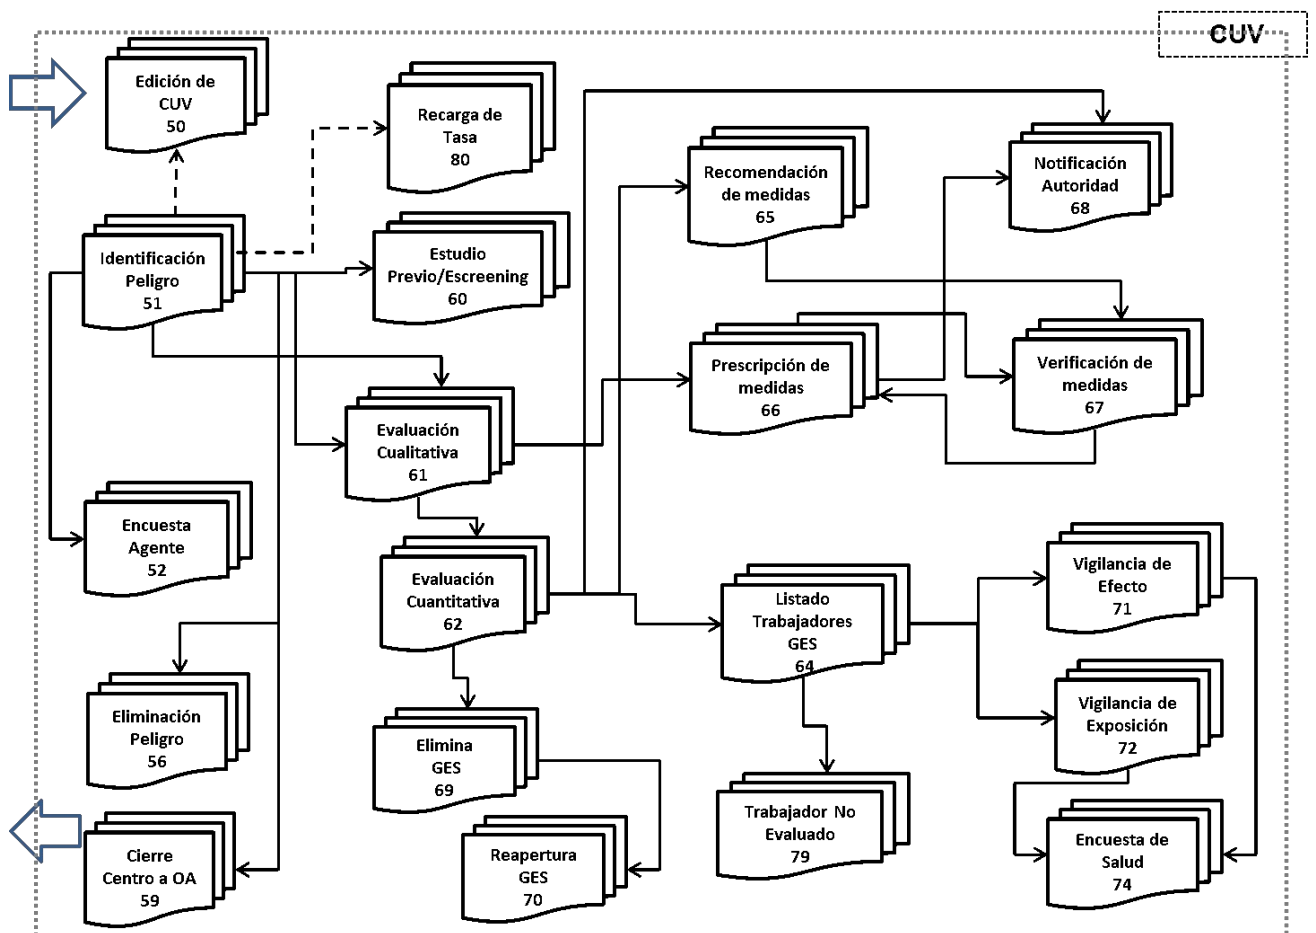 CUV
Edición de
CUV
50
Recarga de
Tasa
80
Recomendación
de medidas
65
Notificación
Autoridad
68
Identificación
Peligro
51
Estudio
Previo/Escreening
60
Prescripción de
medidas
66
Verificación de
medidas
67
Evaluación
Cualitativa
61
Encuesta
Agente
52
Evaluación
Cuantitativa
62
Listado
Trabajadores
GES
64
Vigilancia de
Efecto
71
Eliminación
Peligro
56
Elimina
GES
69
Vigilancia de
Exposición
72
Trabajador No
Evaluado
79
Cierre
Centro a OA
59
Reapertura
GES
70
Encuesta de
Salud
74